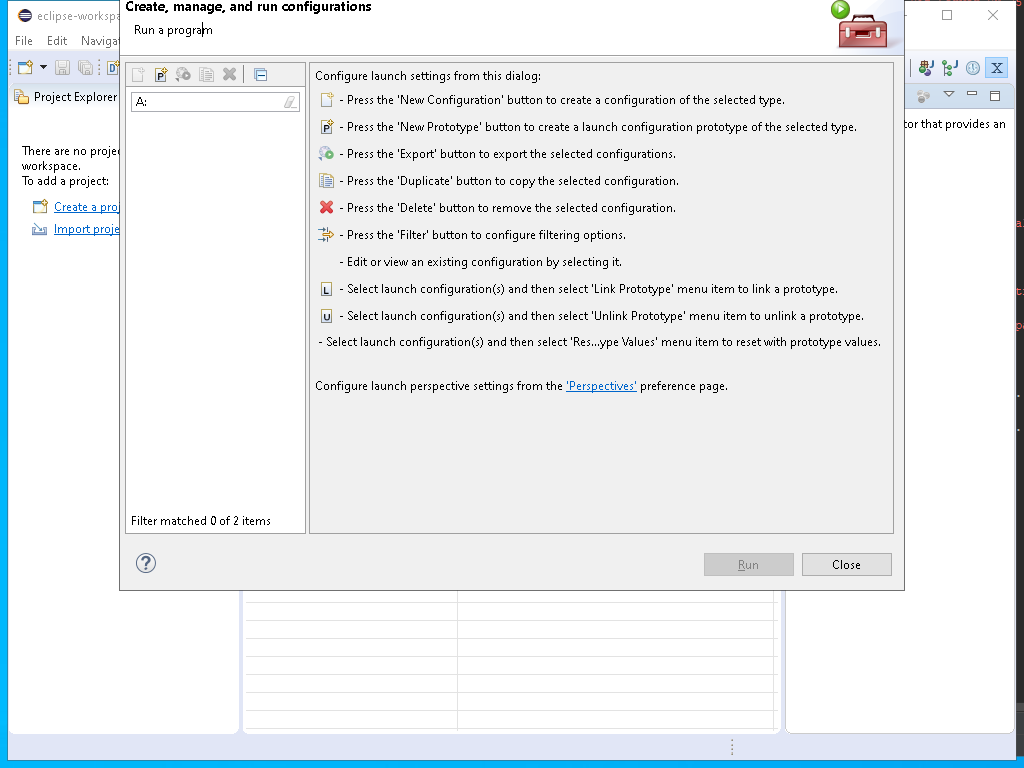 Create, manage, and run configurations
eclipse-workspa
Run a program
File Edit Navigat
Project Explorer
A:
Configure launch settings from this dialog:
- Press the 'New Configuration' button to create a configuration of the selected type.
- Press the 'New Prototype' button to create a launch configuration prototype of the selected type.
- Press the 'Export' button to export the selected configurations.
- Press the 'Duplicate' button to copy the selected configuration.
- Press the 'Delete' button to remove the selected configuration.
- Press the 'Filter' button to configure filtering options.
- Edit or view an existing configuration by selecting it.
- Select launch configuration(s) and then select 'Link Prototype' menu item to link a prototype.
- Select launch configuration(s) and then select 'Unlink Prototype' menu item to unlink a prototype.
- Select launch configuration(s) and then select 'Res...ype Values' menu item to reset with prototype values.
Configure launch perspective settings from the 'Perspectives' preference page.
tor that provides an
There are no projec
workspace.
To add a project:
Create a proj
Import proje
Filter matched 0 of 2 items
Run
Close